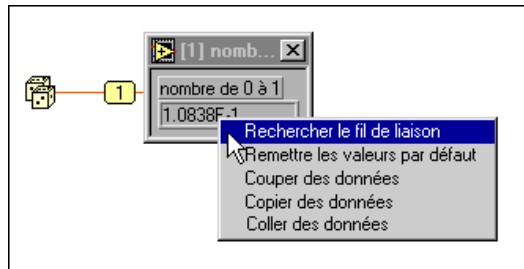 [1] nomb...
1
nombre de 0 à 1
1.0838E-1
Rechercher le fil de liaison
Remettre les valeurs par défaut
Couper des données
Copier des données
Coller des données